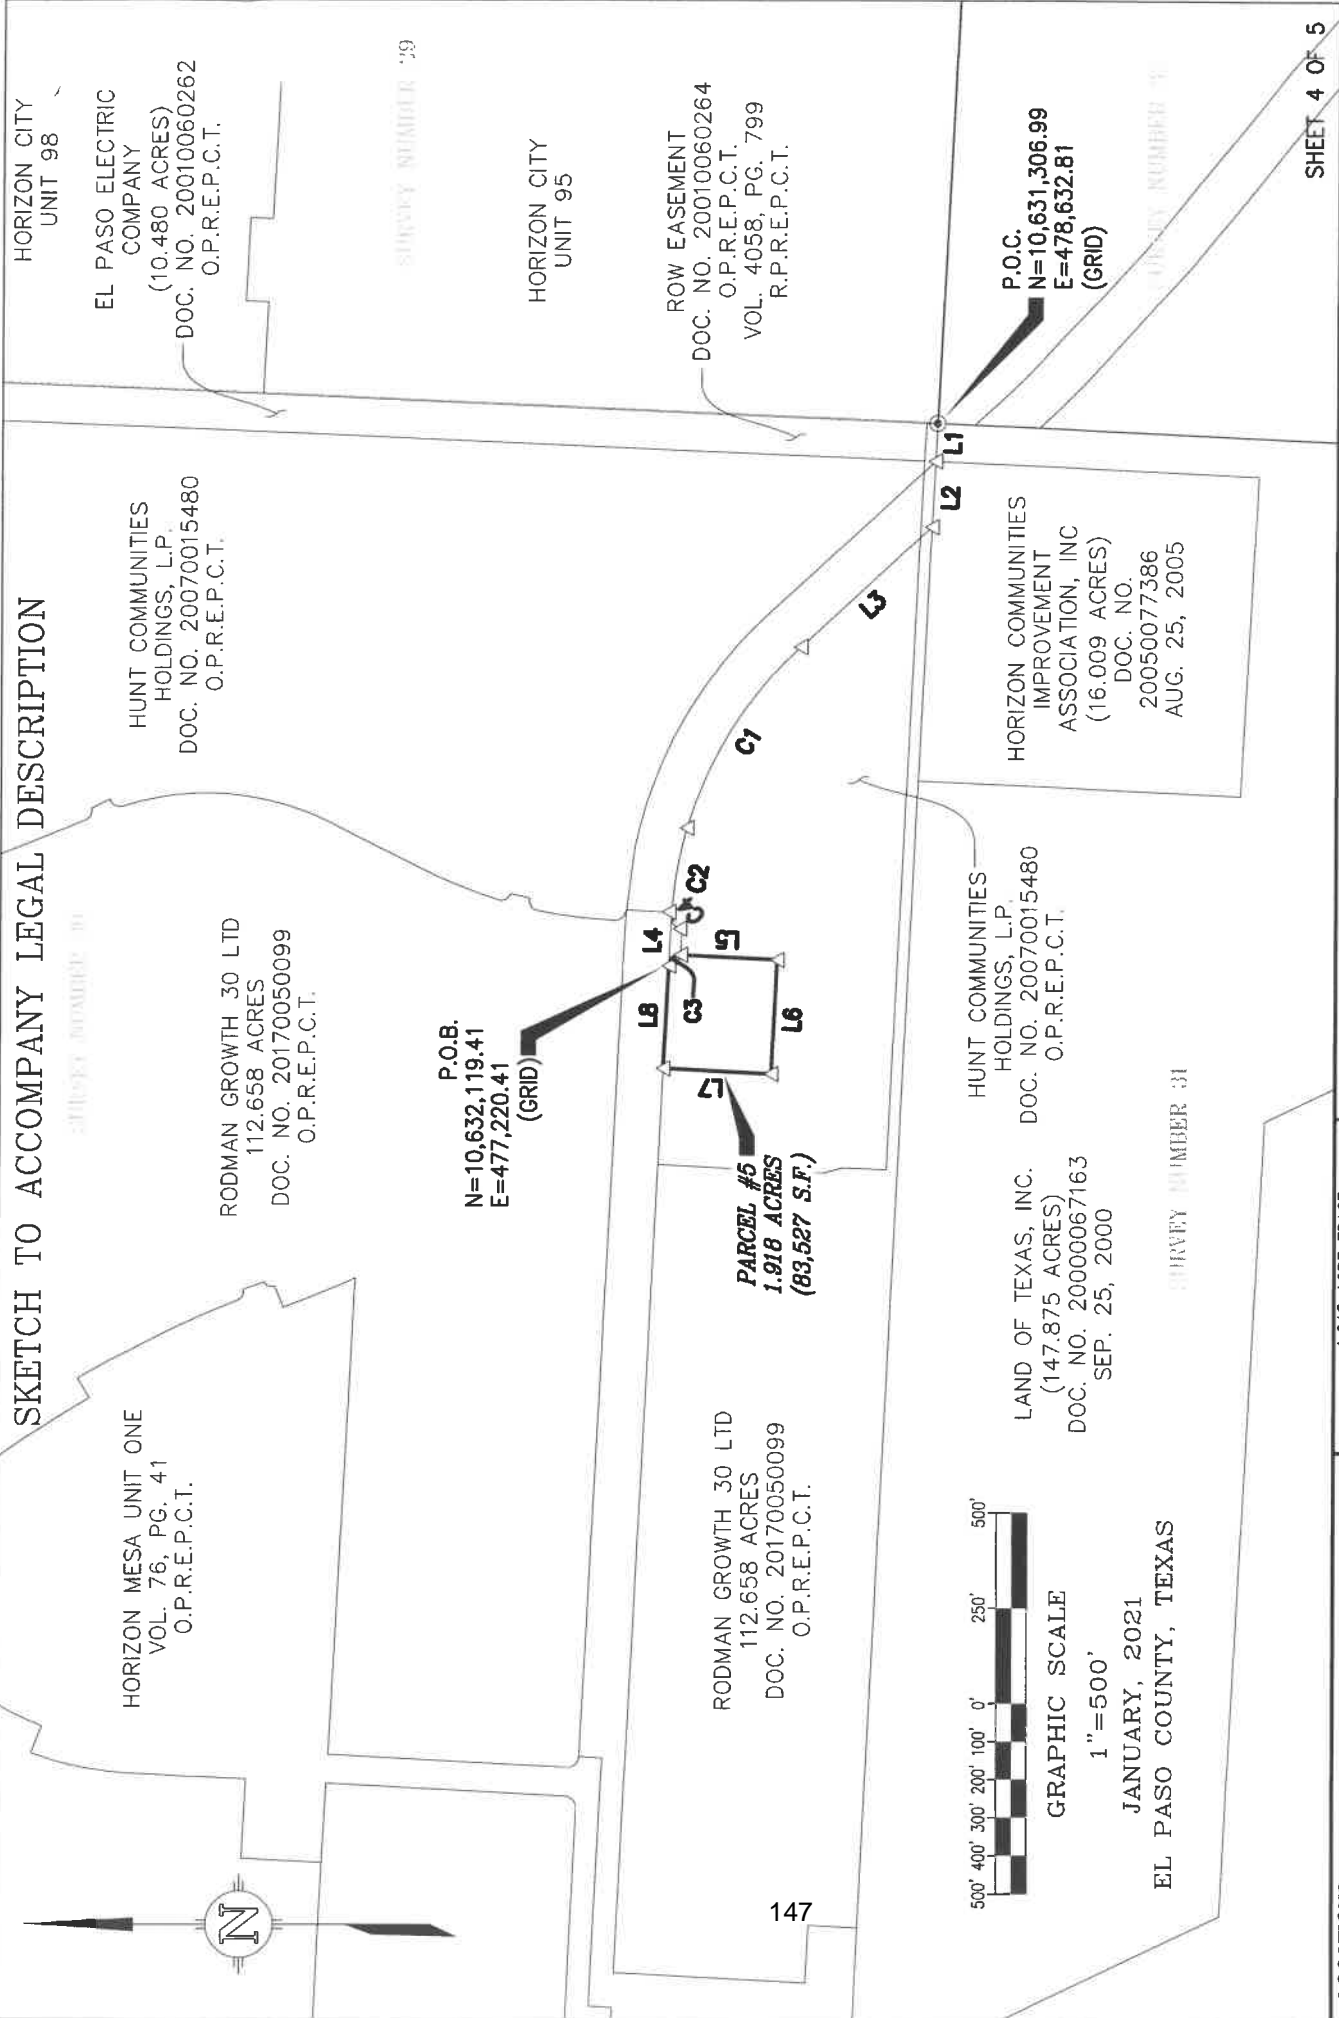 SKETCH TO ACCOMPANY LEGAL DESCRIPTION
HORIZON MESA UNIT ONE
VOL. 76, PG. 41
O.P.R.E.P.C.T.
RODMAN GROWTH 30 LTD
112.658 ACRES
DOC. NO. 20170050099
O.P.R.E.P.C.T.
HUNT COMMUNITIES
HOLDINGS, L.P.
DOC. NO. 20070015480
O.P.R.E.P.C.T.
HORIZON CITY
UNIT 98
EL PASO ELECTRIC
COMPANY
(10.480 ACRES)
DOC. NO. 20010060262
O.P.R.E.P.C.T.
SURVEY NUMBER
HORIZON CITY
UNIT 95
ROW EASEMENT
DOC. NO. 20010060264
O.P.R.E.P.C.T.
VOL. 4058, PG. 799
R.P.R.E.P.C.T.
P.O.B.
N=10,632,119.41
E=477,220.41
(GRID)
L8
L4
C3
C2
L5
L7
L6
C1
L3
L2
L1
P.O.C.
N=10,631,306.99
E=478,632.81
(GRID)
PARCEL #5
1.918 ACRES
(83,527 S.F.)
RODMAN GROWTH 30 LTD
112.658 ACRES
DOC. NO. 20170050099
O.P.R.E.P.C.T.
HUNT COMMUNITIES
HOLDINGS, L.P.
DOC. NO. 20070015480
O.P.R.E.P.C.T.
HORIZON COMMUNITIES
IMPROVEMENT
ASSOCIATION, INC
(16.009 ACRES)
DOC. NO.
20050077386
AUG. 25, 2005
LAND OF TEXAS, INC.
(147.875 ACRES)
DOC. NO. 20000067163
SEP. 25, 2000
SURVEY NUMBER 31
N
500' 400' 300' 200' 100' 0' 250' 500'
GRAPHIC SCALE
1"=500'
JANUARY, 2021
EL PASO COUNTY, TEXAS
147
SHEET 4 OF 5